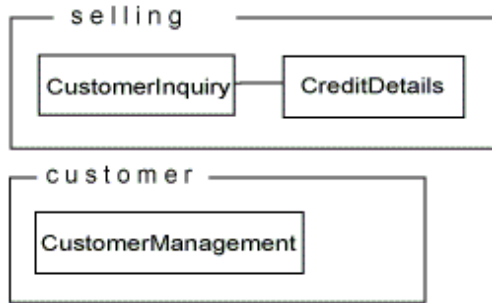 selling
CustomerInquiry
CreditDetails
customer
CustomerManagement